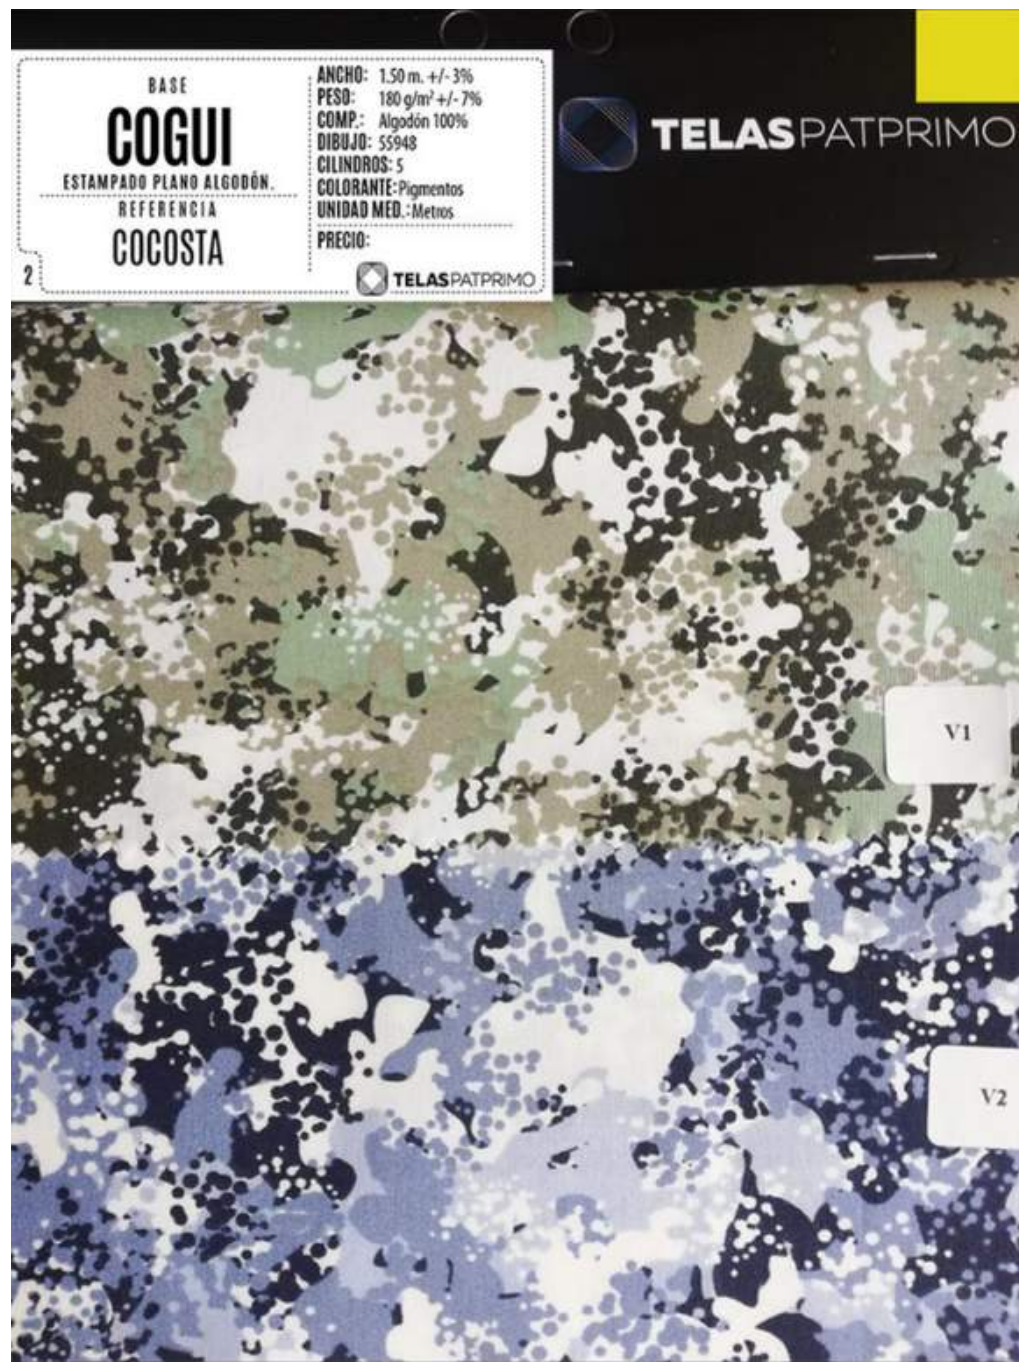 BASE
COGUI
ESTAMPADO PLANO ALGODÓN.
REFERENCIA
COCOSTA
2
ANCHO: 1.50 m. +/- 3%
PESO: 180 g/m² +/- 7%
COMP.: Algodón 100%
DIBUJO: 55948
CILINDROS: 5
COLORANTE: Pigmentos
UNIDAD MED.: Metros
PRECIO:
TELASPATPRIMO
TELASPATPRIMO
V1
V2